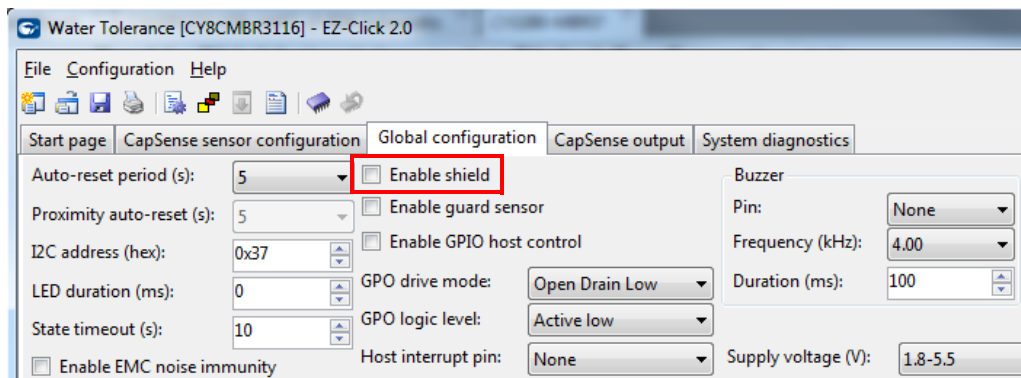 Water Tolerance [CY8CMBR3116] - EZ-Click 2.0
File Configuration Help
Start page CapSense sensor configuration Global configuration CapSense output System diagnostics
Auto-reset period (s): 5 Enable shield Buzzer
Proximity auto-reset (s): 5 Enable guard sensor Pin: None
I2C address (hex): 0x37 Enable GPIO host control Frequency (kHz): 4.00
LED duration (ms): 0 GPO drive mode: Open Drain Low Duration (ms): 100
State timeout (s): 10 GPO logic level: Active low
Enable EMC noise immunity Host interrupt pin: None Supply voltage (V): 1.8-5.5